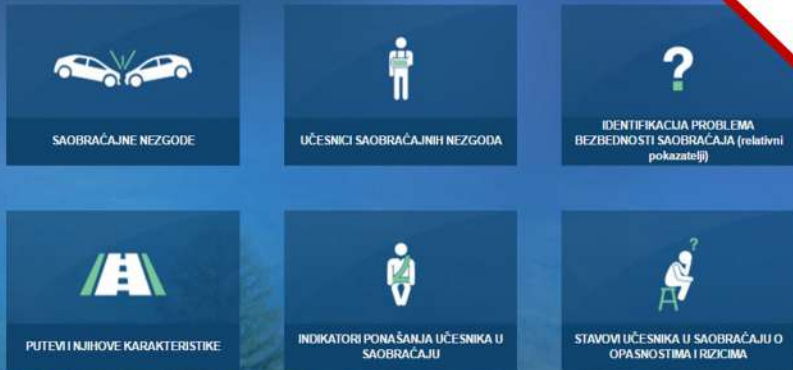 SAOBRAĆAJNE NEZGODE
UČESNICI SAOBRAĆAJNIH NEZGODA
?
IDENTIFIKACIJA PROBLEMA
BEZBEDNOSTI SAOBRAĆAJA (relativni
pokazatelji)
PUTEVI I NJIHOVE KARAKTERISTIKE
INDIKATORI PONAŠANJA UČESNIKA U
SAOBRAĆAJU
?
STAVOVI UČESNIKA U SAOBRAĆAJU O
OPASNOSTIMA I RIZICIMA